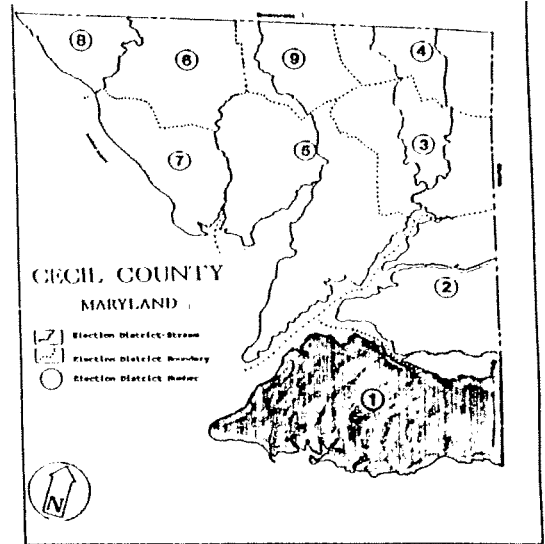 8
6
9
4
3
7
5
CECIL COUNTY
MARYLAND
2
Election District-Stream
Election District Boundary
Election District Number
1
N